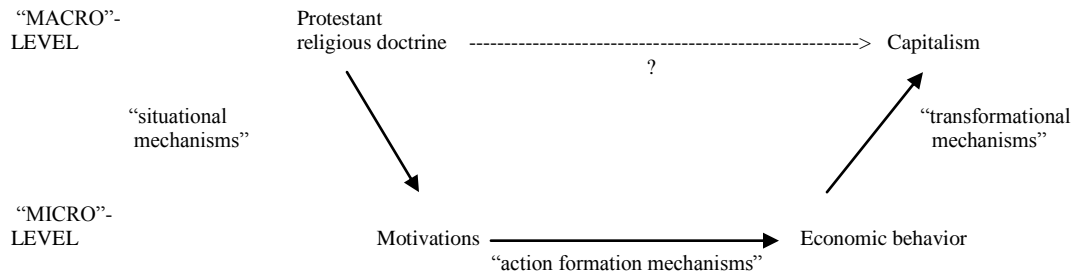 “MACRO”-
LEVEL
Protestant
religious doctrine
Capitalism
?
“situational
mechanisms”
“transformational
mechanisms”
“MICRO”-
LEVEL
Motivations
Economic behavior
“action formation mechanisms”